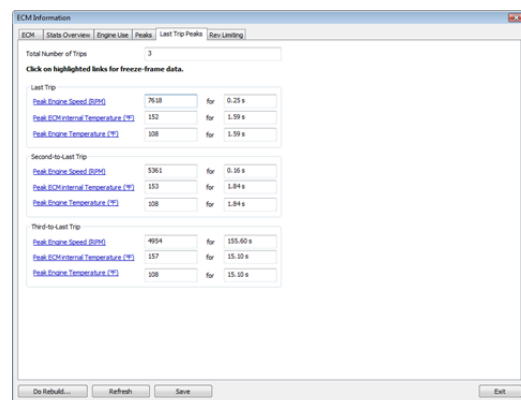 ECM Information
ECM Stats Overview Engine Use Peaks Last Trip Peaks Rev Limiting
Total Number of Trips 3
Click on highlighted links for freeze-frame data.
Last Trip
Peak Engine Speed (RPM) 7618 for 0.25 s
Peak ECM internal Temperature (°F) 152 for 1.59 s
Peak Engine Temperature (°F) 108 for 1.59 s
Second-to-Last Trip
Peak Engine Speed (RPM) 5361 for 0.16 s
Peak ECM internal Temperature (°F) 153 for 1.84 s
Peak Engine Temperature (°F) 108 for 1.84 s
Third-to-Last Trip
Peak Engine Speed (RPM) 4954 for 155.60 s
Peak ECM internal Temperature (°F) 157 for 15.10 s
Peak Engine Temperature (°F) 108 for 15.10 s
Do Rebuild... Refresh Save Exit